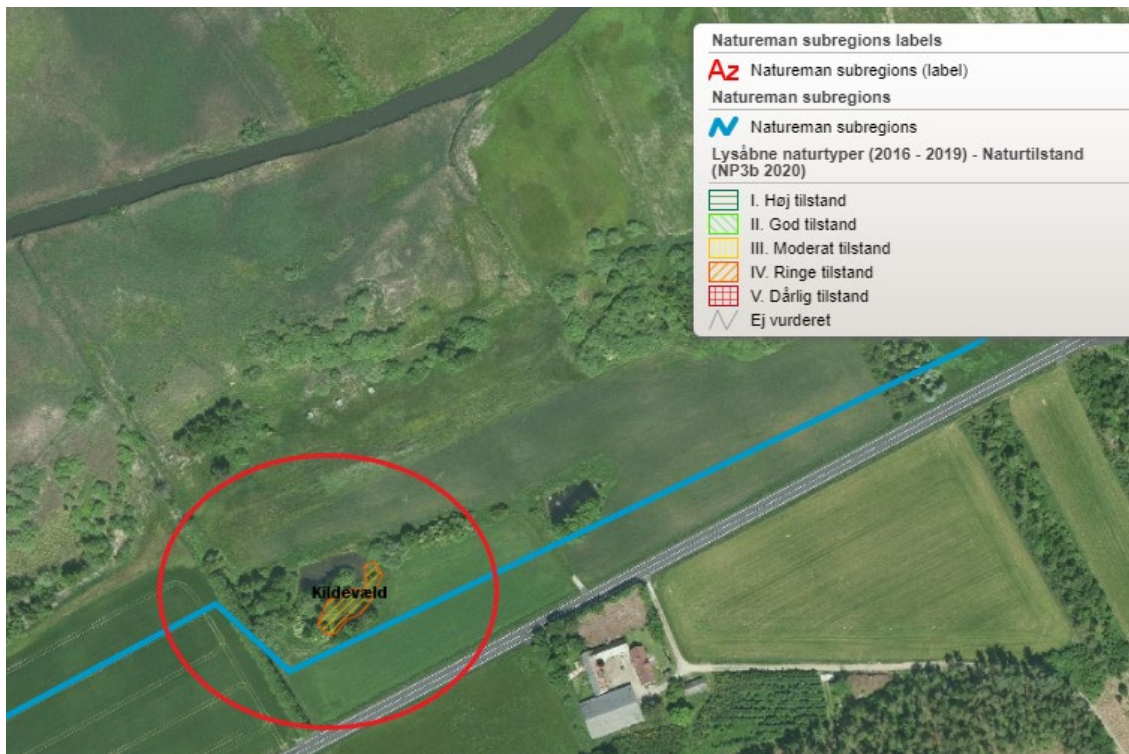 Natureman subregions labels
Az Natureman subregions (label)
Natureman subregions
Natureman subregions
Lysåbne naturtyper (2016 - 2019) - Naturtilstand
(NP3b 2020)
I. Høj tilstand
II. God tilstand
III. Moderat tilstand
IV. Ringe tilstand
V. Dårlig tilstand
Ej vurderet
Kildevæld